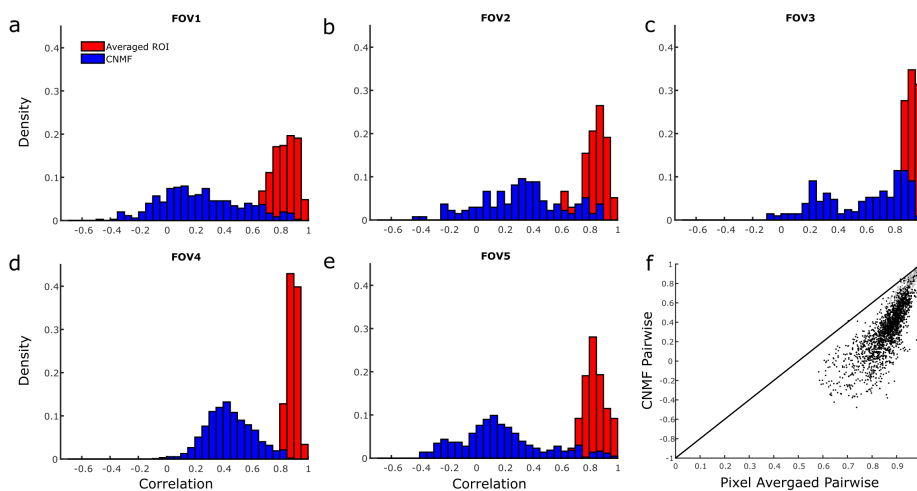 FOV1
a
Averaged ROI
CNMF
Density
0.4
0.3
0.2
0.1
0
-0.6 -0.4 -0.2 0 0.2 0.4 0.6 0.8 1
FOV2
b
0.4
0.3
0.2
0.1
0
-0.6 -0.4 -0.2 0 0.2 0.4 0.6 0.8 1
FOV3
c
0.4
0.3
0.2
0.1
0
-0.6 -0.4 -0.2 0 0.2 0.4 0.6 0.8
FOV4
d
Density
0.4
0.3
0.2
0.1
0
-0.6 -0.4 -0.2 0 0.2 0.4 0.6 0.8 1
Correlation
FOV5
e
0.4
0.3
0.2
0.1
0
-0.6 -0.4 -0.2 0 0.2 0.4 0.6 0.8 1
Correlation
f
CNMF Pairwise
1
0.8
0.6
0.4
0.2
0
-0.2
-0.4
-0.6
-0.8
-1
0 0.1 0.2 0.3 0.4 0.5 0.6 0.7 0.8 0.9
Pixel Avergaed Pairwise